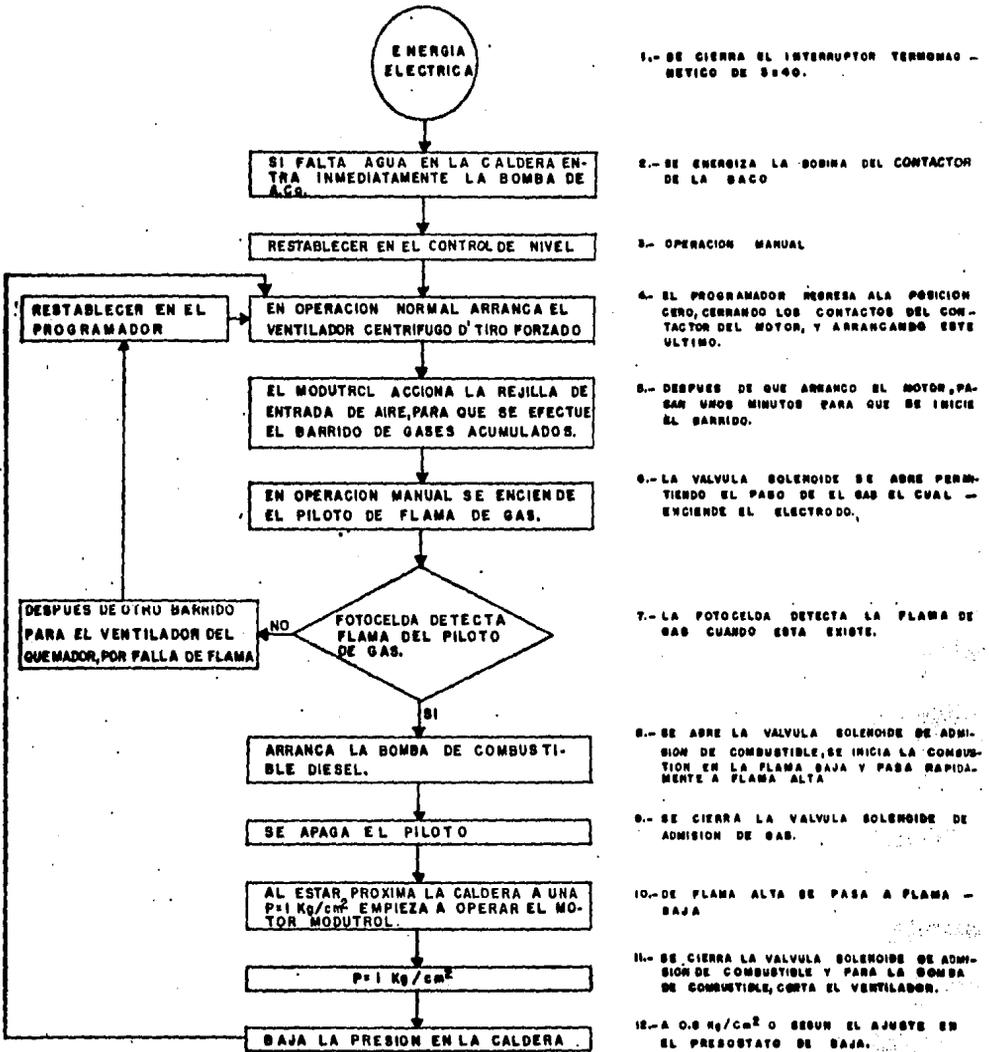 ENERGIA
ELECTRICA
1.- SE CIERRA EL INTERRUPTOR TERMOMAG -
NETICO DE 3x40.
SI FALTA AGUA EN LA CALDERA EN-
TRA INMEDIATAMENTE LA BOMBA DE
A.Co.
2.- SE ENERGIZA LA BOBINA DEL CONTACTOR
DE LA BACO
RESTABLECER EN EL CONTROL DE NIVEL
3.- OPERACION MANUAL
RESTABLECER EN EL
PROGRAMADOR
EN OPERACION NORMAL ARRANCA EL
VENTILADOR CENTRIFUGO D' TIRO FORZADO
4.- EL PROGRAMADOR REGRESA ALA POSICION
CERO, CERRANDO LOS CONTACTOS DEL CON-
TACTOR DEL MOTOR, Y ARRANCANDO ESTE
ULTIMO.
EL MODUTRCL ACCIONA LA REJILLA DE
ENTRADA DE AIRE, PARA QUE SE EFECTUE
EL BARRIDO DE GASES ACUMULADOS.
5.- DESPUES DE QUE ARRANCO EL MOTOR, PA-
SAN UNOS MINUTOS PARA QUE SE INICIE
EL BARRIDO.
EN OPERACION MANUAL SE ENCIENDE
EL PILOTO DE FLAMA DE GAS.
6.- LA VALVULA SOLENOIDE SE ABRE PERMI-
TIENDO EL PASO DE EL GAS EL CUAL -
ENCIENDE EL ELECTRODO.
DESPUES DE OTRO BARRIDO
PARA EL VENTILADOR DEL
QUEMADOR, POR FALLA DE FLAMA
NO
FOTOCELDA DETECTA
FLAMA DEL PILOTO
DE GAS.
7.- LA FOTOCELDA DETECTA LA FLAMA DE
GAS CUANDO ESTA EXISTE.
SI
ARRANCA LA BOMBA DE COMBUSTI-
BLE DIESEL.
8.- SE ABRE LA VALVULA SOLENOIDE DE ADMI-
SION DE COMBUSTIBLE, SE INICIA LA COMBUS-
TION EN LA FLAMA BAJA Y PASA RAPIDA-
MENTE A FLAMA ALTA
SE APAGA EL PILOTO
9.- SE CIERRA LA VALVULA SOLENOIDE DE
ADMISION DE GAS.
AL ESTAR PROXIMA LA CALDERA A UNA
P=1 Kg/cm² EMPIEZA A OPERAR EL MO-
TOR MODUTROL.
10.- DE FLAMA ALTA SE PASA A FLAMA -
BAJA
P=1 Kg/cm²
11.- SE CIERRA LA VALVULA SOLENOIDE DE ADMI-
SION DE COMBUSTIBLE Y PARA LA BOMBA
DE COMBUSTIBLE, CORTA EL VENTILADOR.
BAJA LA PRESION EN LA CALDERA
12.- A 0.8 Kg/Cm² O SEGUN EL AJUSTE EN
EL PRESOSTATO DE BAJA.